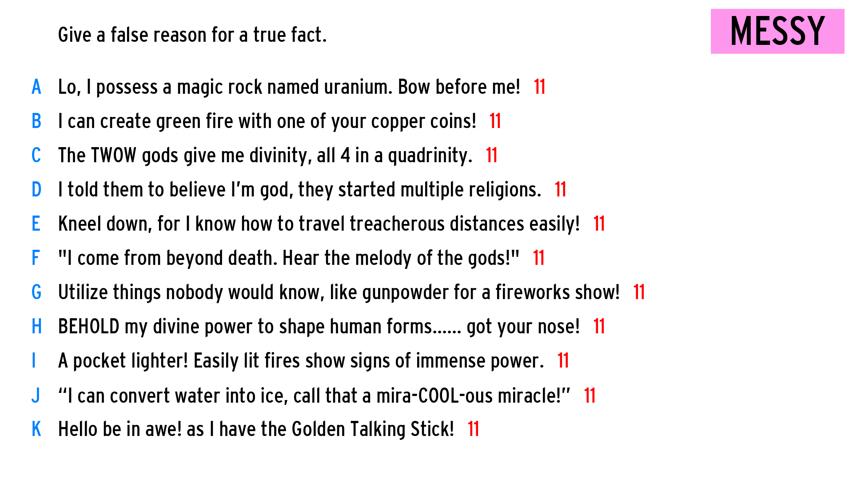 Give a false reason for a true fact.
MESSY
A Lo, I possess a magic rock named uranium. Bow before me! 11
B I can create green fire with one of your copper coins! 11
C The TWOW gods give me divinity, all 4 in a quadrinity. 11
D I told them to believe I'm god, they started multiple religions. 11
E Kneel down, for I know how to travel treacherous distances easily! 11
F "I come from beyond death. Hear the melody of the gods!" 11
G Utilize things nobody would know, like gunpowder for a fireworks show! 11
H BEHOLD my divine power to shape human forms...... got your nose! 11
I A pocket lighter! Easily lit fires show signs of immense power. 11
J “I can convert water into ice, call that a mira-COOL-ous miracle!” 11
K Hello be in awe! as I have the Golden Talking Stick! 11